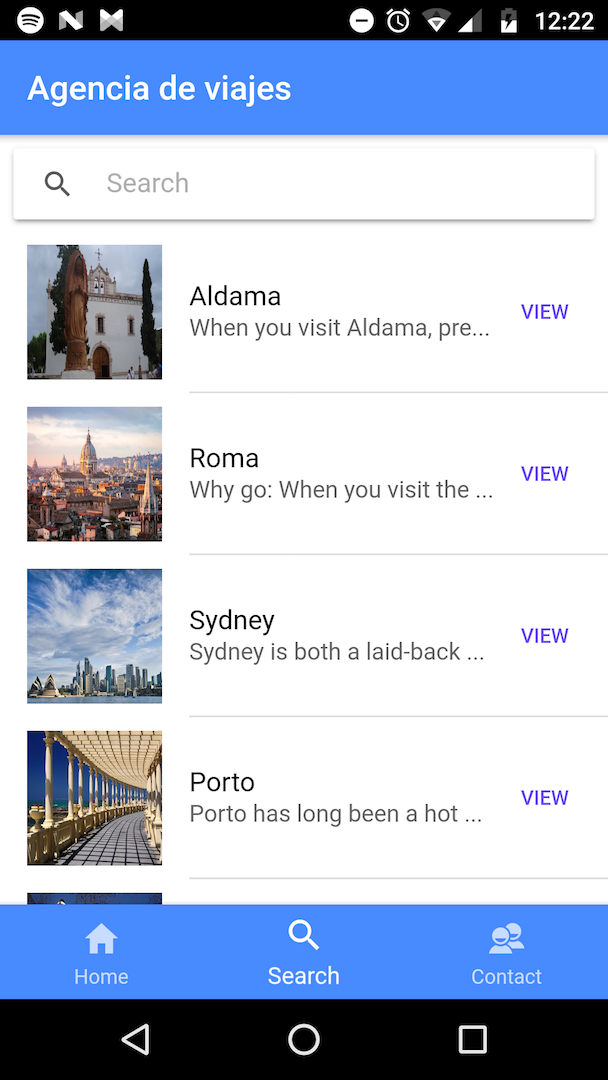 12:22
Agencia de viajes
Search
Aldama
When you visit Aldama, pre...
VIEW
Roma
Why go: When you visit the ...
VIEW
Sydney
Sydney is both a laid-back ...
VIEW
Porto
Porto has long been a hot ...
VIEW
Home
Search
Contact